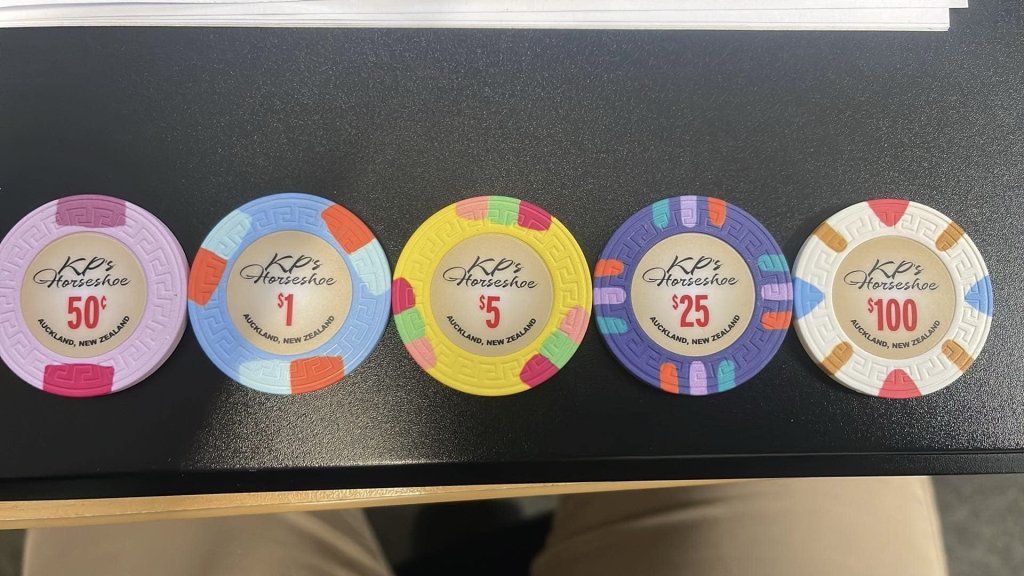 KP's
Horseshoe
50¢
AUCKLAND, NEW ZEALAND
KP's
Horseshoe
$1
AUCKLAND, NEW ZEALAND
KP's
Horseshoe
$5
AUCKLAND, NEW ZEALAND
KP's
Horseshoe
$25
AUCKLAND, NEW ZEALAND
KP's
Horseshoe
$100
AUCKLAND, NEW ZEALAND